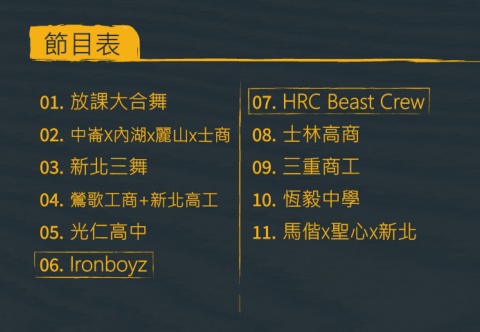 節目表
01. 放課大合舞
02. 中崙X內湖x麗山x士商
03. 新北三舞
04. 鶯歌工商+新北高工
05. 光仁高中
06. Ironboyz
07. HRC Beast Crew
08. 士林高商
09. 三重商工
10. 恆毅中學
11. 馬偕x聖心x新北